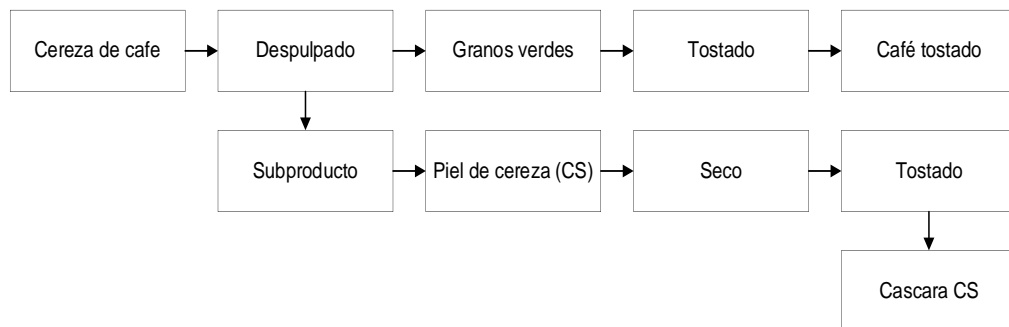 Cereza de cafe
Despulpado
Granos verdes
Tostado
Café tostado
Subproducto
Piel de cereza (CS)
Seco
Tostado
Cascara CS